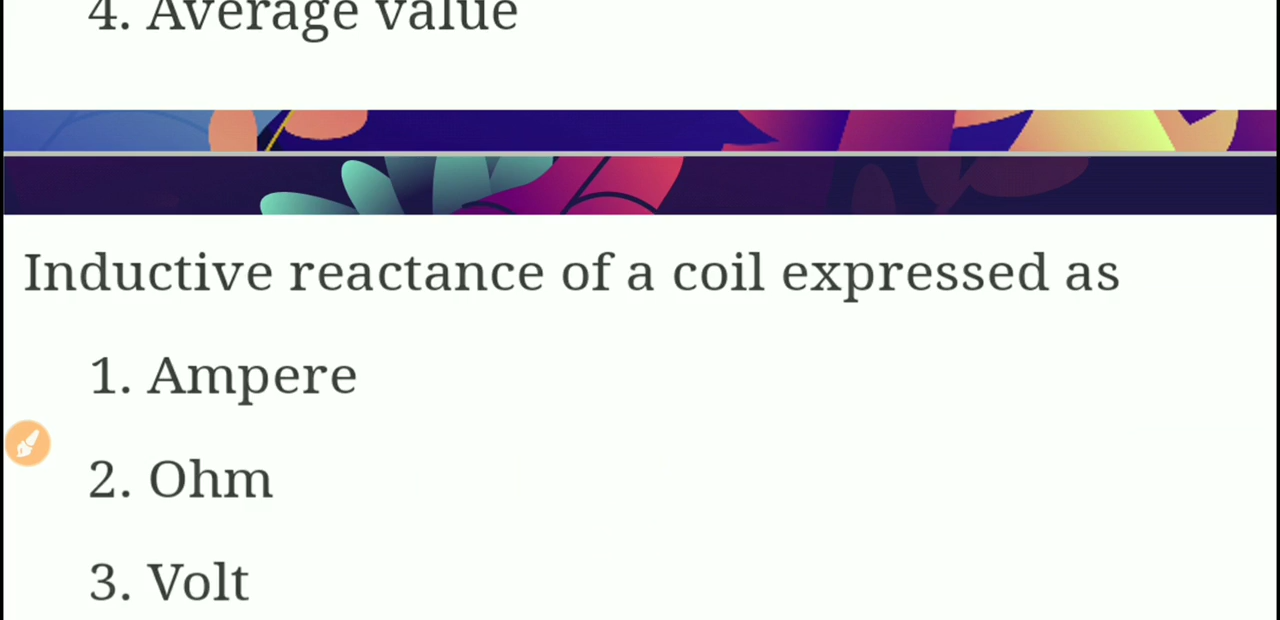 4. Average value
Inductive reactance of a coil expressed as
1. Ampere
2. Ohm
3. Volt